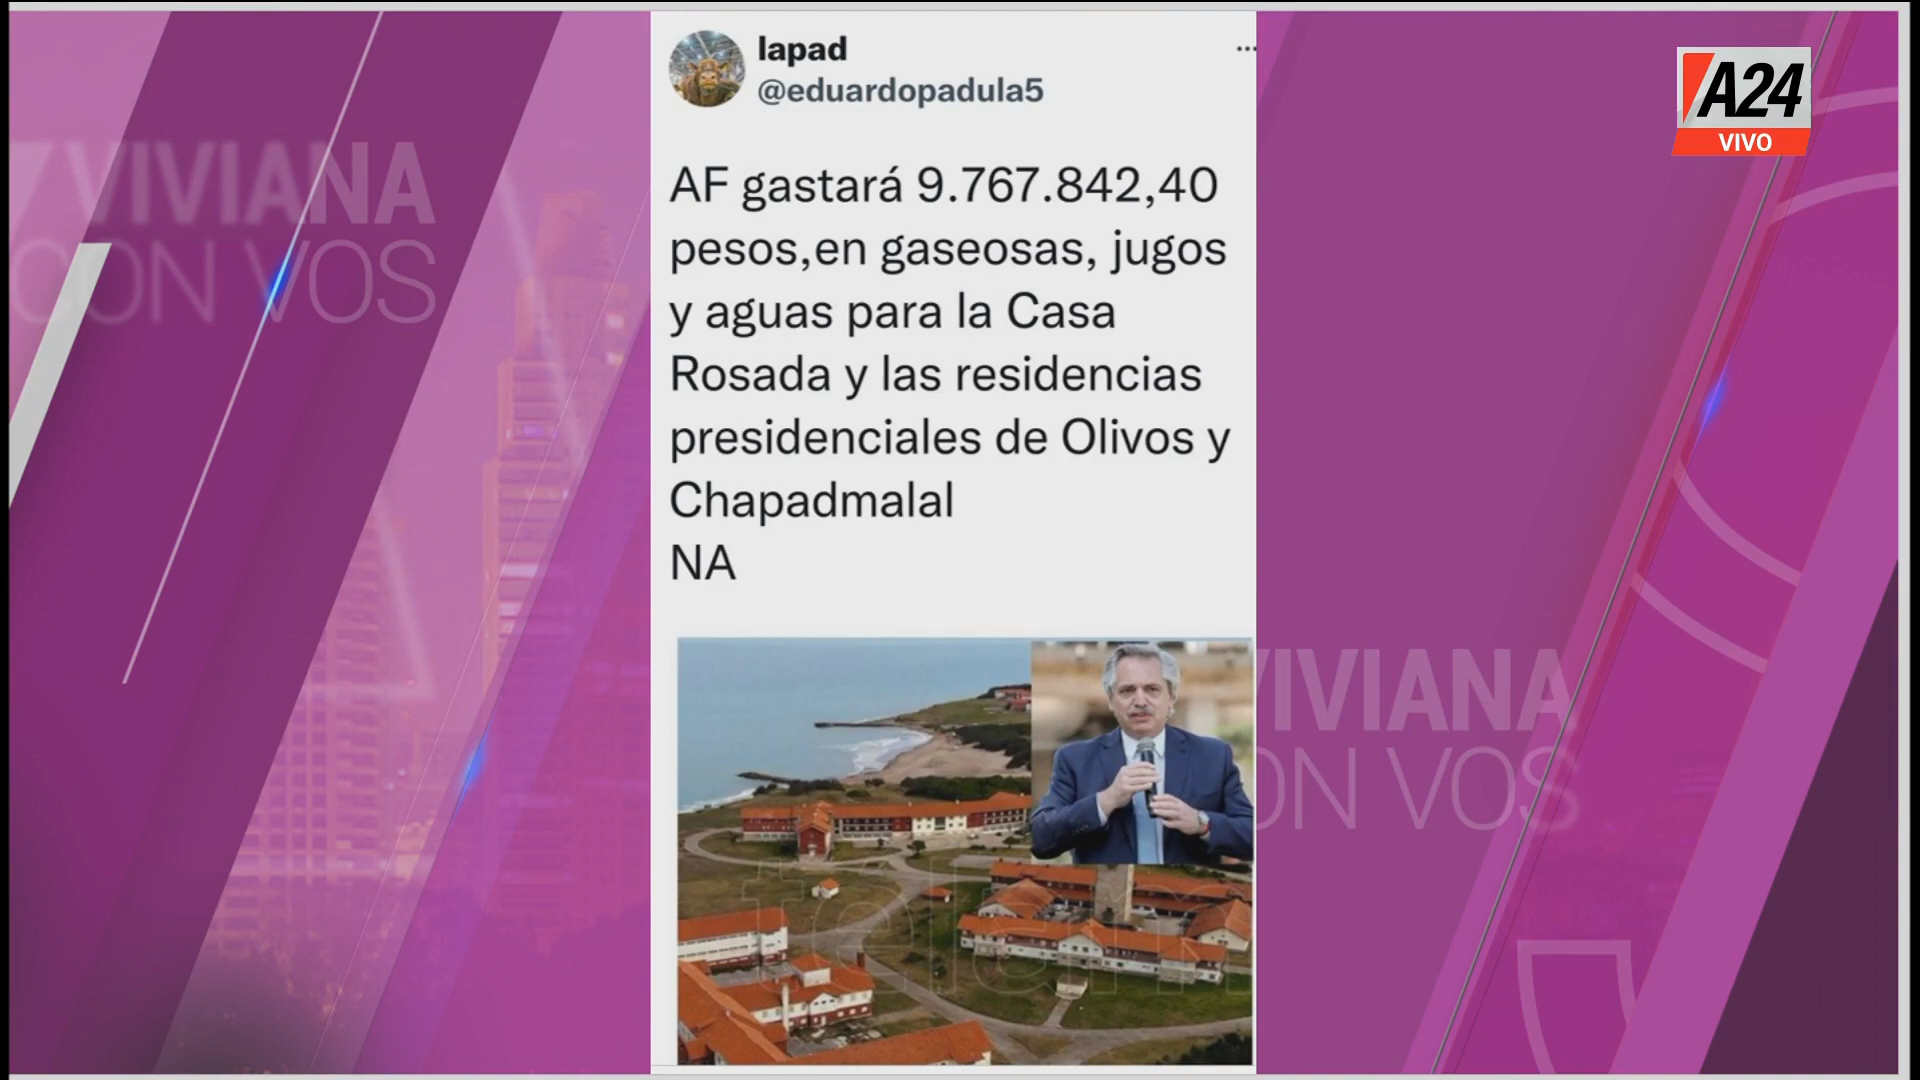 lapad
@eduardopadula5
AF gastará 9.767.842,40
pesos,en gaseosas, jugos
y aguas para la Casa
Rosada y las residencias
presidenciales de Olivos y
Chapadmalal
NA
A24
VIVO
VIVIANA
CON VOS
VIVIANA
CON VOS
telam